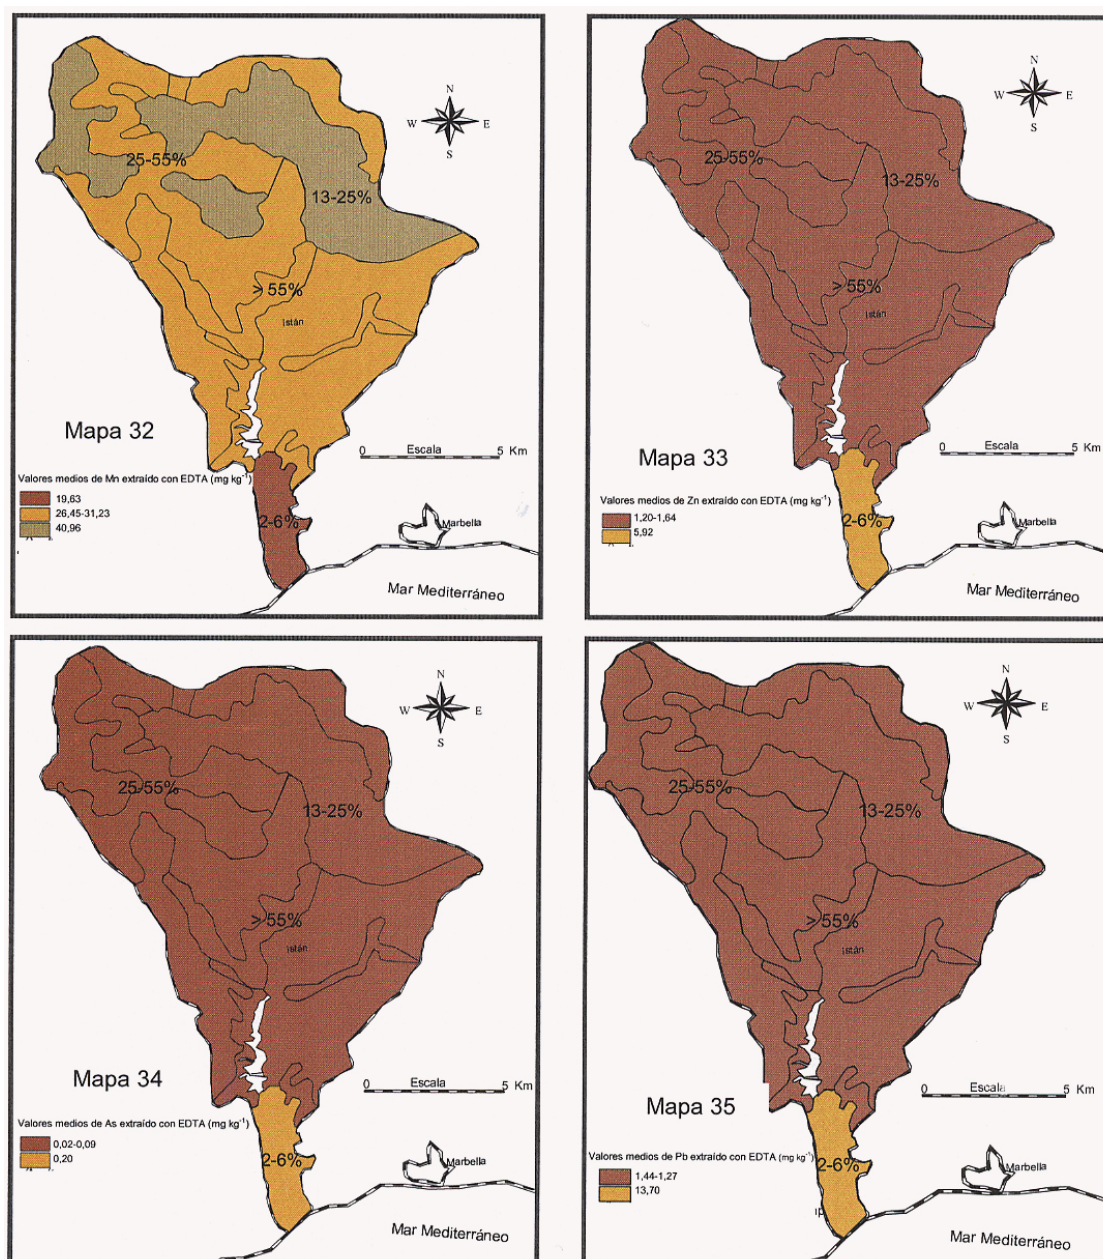 N
W E
S
25-55%
13-25%
> 55%
Istán
Mapa 32
0 Escala 5 Km
Valores medios de Mn extraído con EDTA (mg kg⁻¹)
19,63
26,45-31,23
40,96
2-6%
Marbella
Mar Mediterráneo
N
W E
S
25-55%
13-25%
> 55%
Istán
Mapa 33
0 Escala 5 Km
Valores medios de Zn extraído con EDTA (mg kg⁻¹)
1,20-1,64
5,92
2-6%
Marbella
Mar Mediterráneo
N
W E
S
25-55%
13-25%
> 55%
Istán
Mapa 34
0 Escala 5 Km
Valores medios de As extraído con EDTA (mg kg⁻¹)
0,02-0,09
0,20
2-6%
Marbella
Mar Mediterráneo
N
W E
S
25-55%
13-25%
> 55%
Istán
Mapa 35
0 Escala 5 Km
Valores medios de Pb extraído con EDTA (mg kg⁻¹)
1,44-1,27
13,70
2-6%
Marbella
Mar Mediterráneo